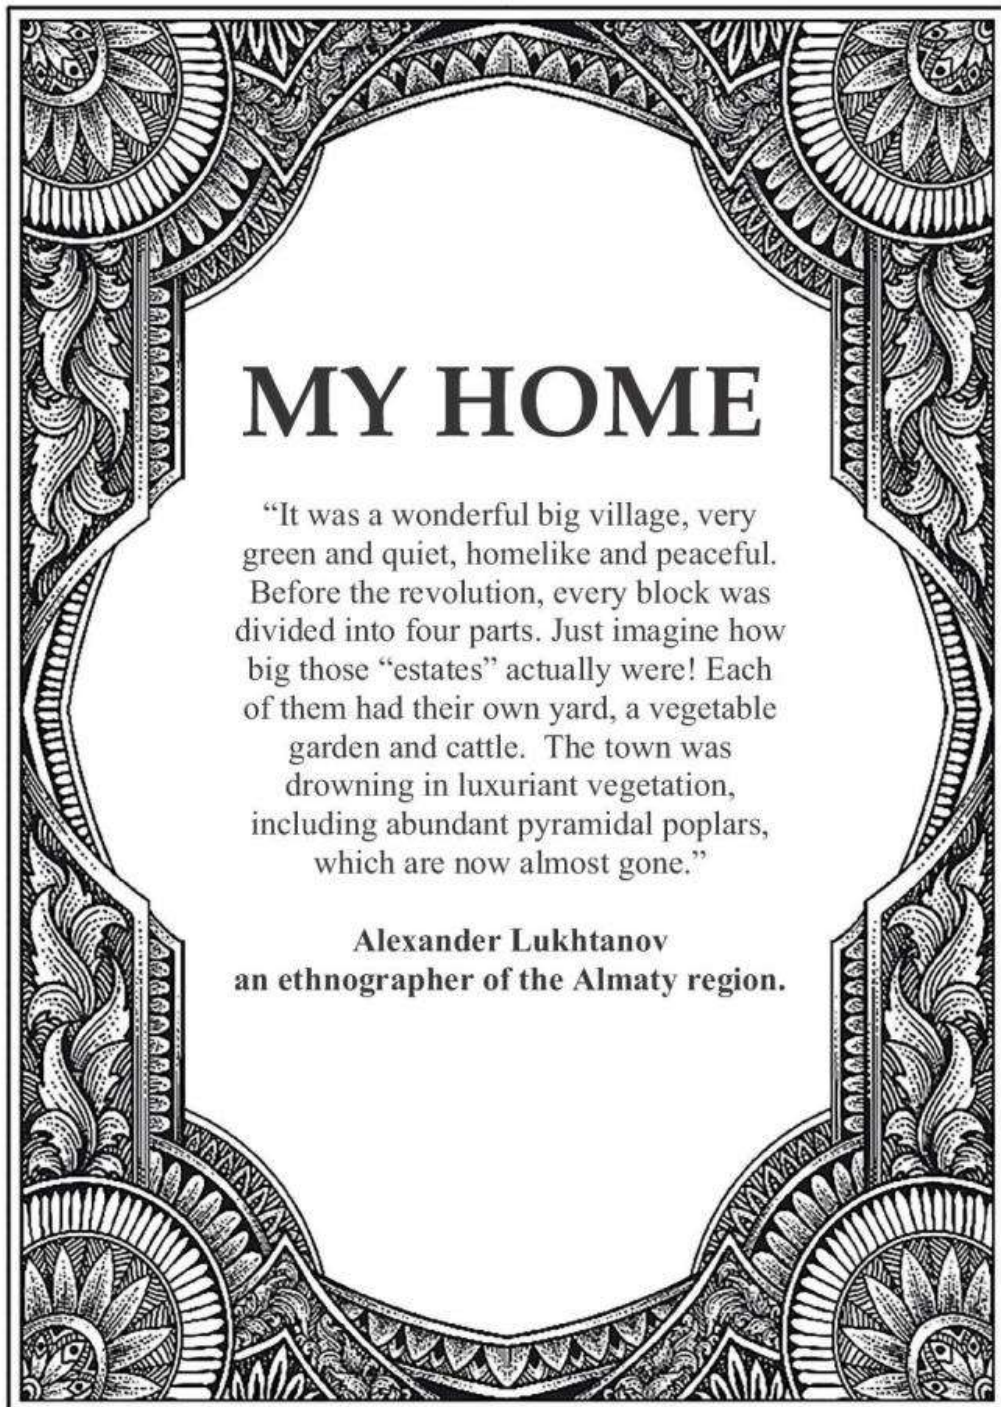 MY HOME
“It was a wonderful big village, very
green and quiet, homelike and peaceful.
Before the revolution, every block was
divided into four parts. Just imagine how
big those “estates” actually were! Each
of them had their own yard, a vegetable
garden and cattle.  The town was
drowning in luxuriant vegetation,
including abundant pyramidal poplars,
which are now almost gone.”
Alexander Lukhtanov
an ethnographer of the Almaty region.